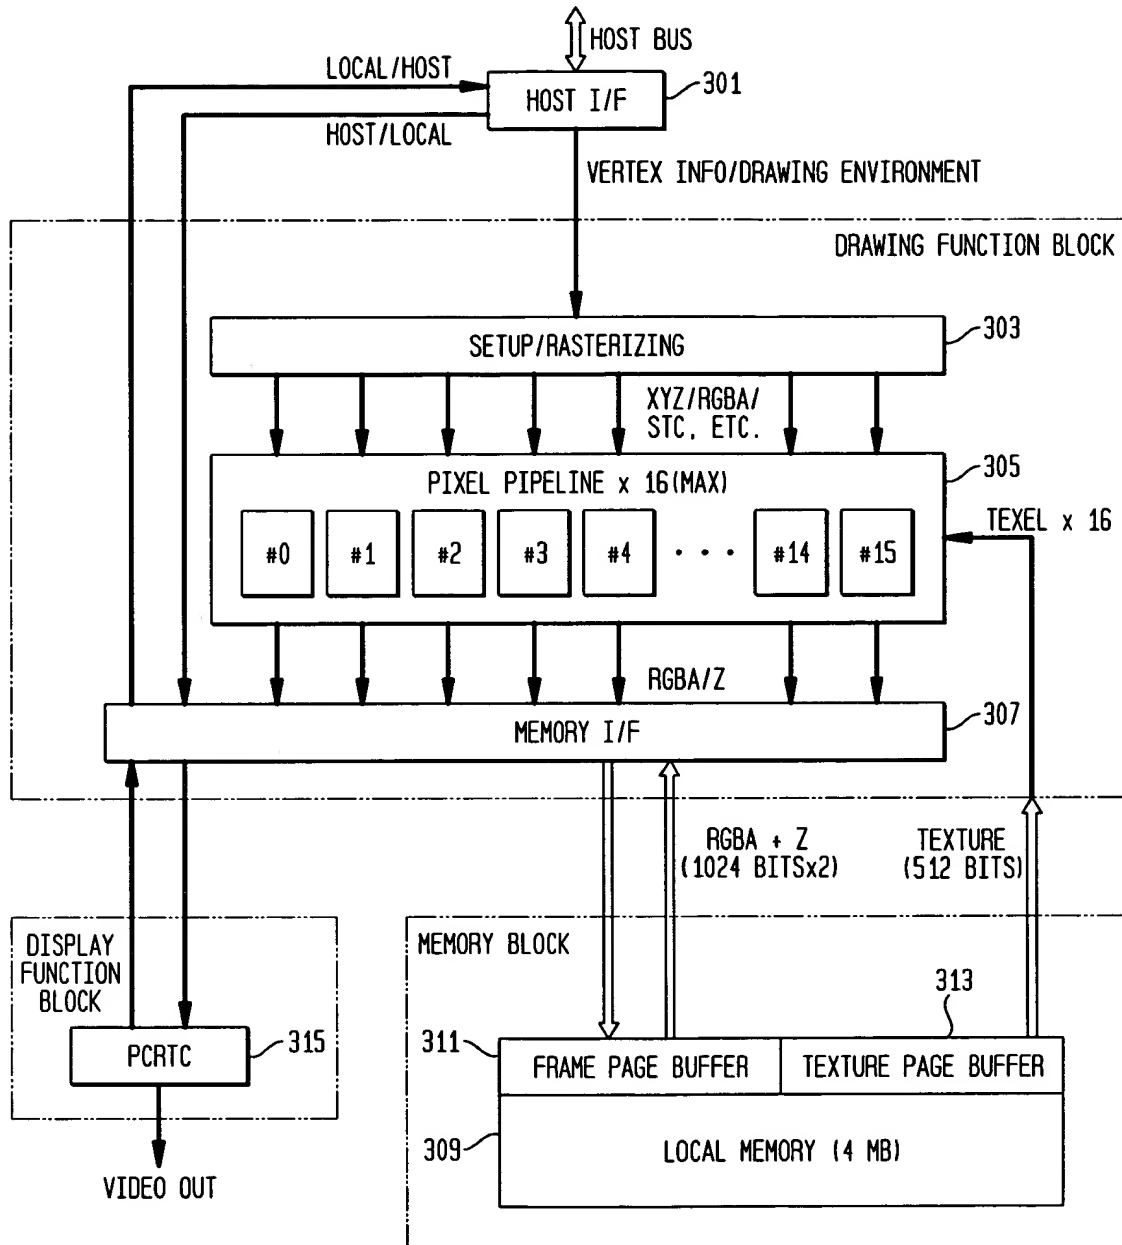 HOST BUS
LOCAL/HOST
HOST I/F
301
HOST/LOCAL
VERTEX INFO/DRAWING ENVIRONMENT
DRAWING FUNCTION BLOCK
303
SETUP/RASTERIZING
XYZ/RGBA/
STC, ETC.
305
PIXEL PIPELINE x 16(MAX)
TEXEL x 16
#0
#1
#2
#3
#4
. . .
#14
#15
RGBA/Z
307
MEMORY I/F
RGBA + Z
(1024 BITSx2)
TEXTURE
(512 BITS)
DISPLAY
FUNCTION
BLOCK
MEMORY BLOCK
313
PCRTC
315
311
FRAME PAGE BUFFER
TEXTURE PAGE BUFFER
309
LOCAL MEMORY (4 MB)
VIDEO OUT